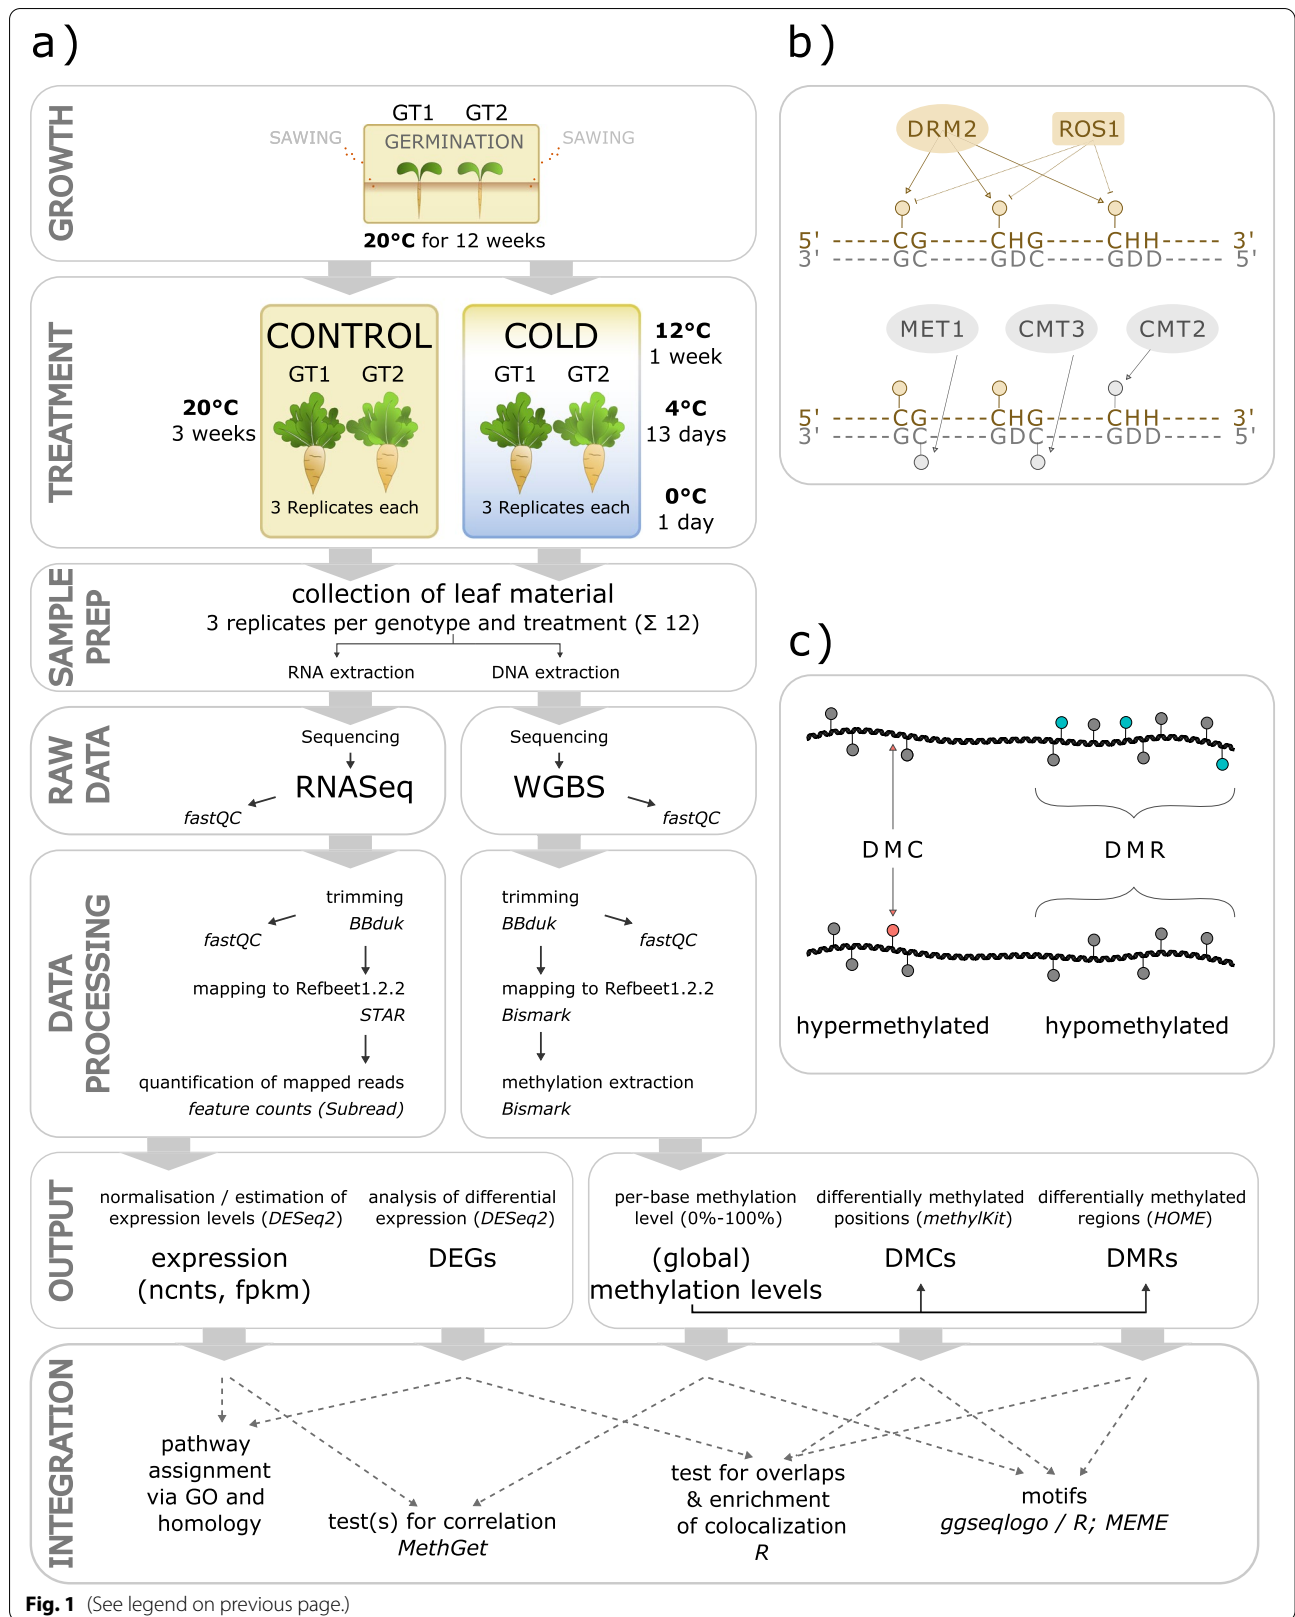 a)
GROWTH
GT1 GT2
SAWING
GERMINATION
SAWING
20°C for 12 weeks
TREATMENT
CONTROL
GT1 GT2
3 Replicates each
20°C
3 weeks
COLD
GT1 GT2
3 Replicates each
12°C
1 week
4°C
13 days
0°C
1 day
SAMPLE
PREP
collection of leaf material
3 replicates per genotype and treatment (Σ 12)
RNA extraction
DNA extraction
RAW
DATA
Sequencing
RNASeq
fastQC
Sequencing
WGBS
fastQC
DATA
PROCESSING
trimming
BBduk
fastQC
mapping to Refbeet1.2.2
STAR
quantification of mapped reads
feature counts (Subread)
trimming
BBduk
fastQC
mapping to Refbeet1.2.2
Bismark
methylation extraction
Bismark
OUTPUT
normalisation / estimation of
expression levels (DESeq2)
expression
(ncnts, fpkm)
analysis of differential
expression (DESeq2)
DEGs
per-base methylation
level (0%-100%)
(global)
methylation levels
differentially methylated
positions (methylKit)
DMCs
differentially methylated
regions (HOME)
DMRs
INTEGRATION
pathway
assignment
via GO and
homology
test(s) for correlation
MethGet
test for overlaps
& enrichment
of colocalization
R
motifs
ggseqlogo / R; MEME
b)
DRM2
ROS1
5' ------CG------CHG------CHH------ 3'
3' ------GC------GDC------GDD------ 5'
MET1
CMT3
CMT2
5' ------CG------CHG------CHH------ 3'
3' ------GC------GDC------GDD------ 5'
c)
DMC
DMR
hypermethylated
hypomethylated
Fig. 1 (See legend on previous page.)